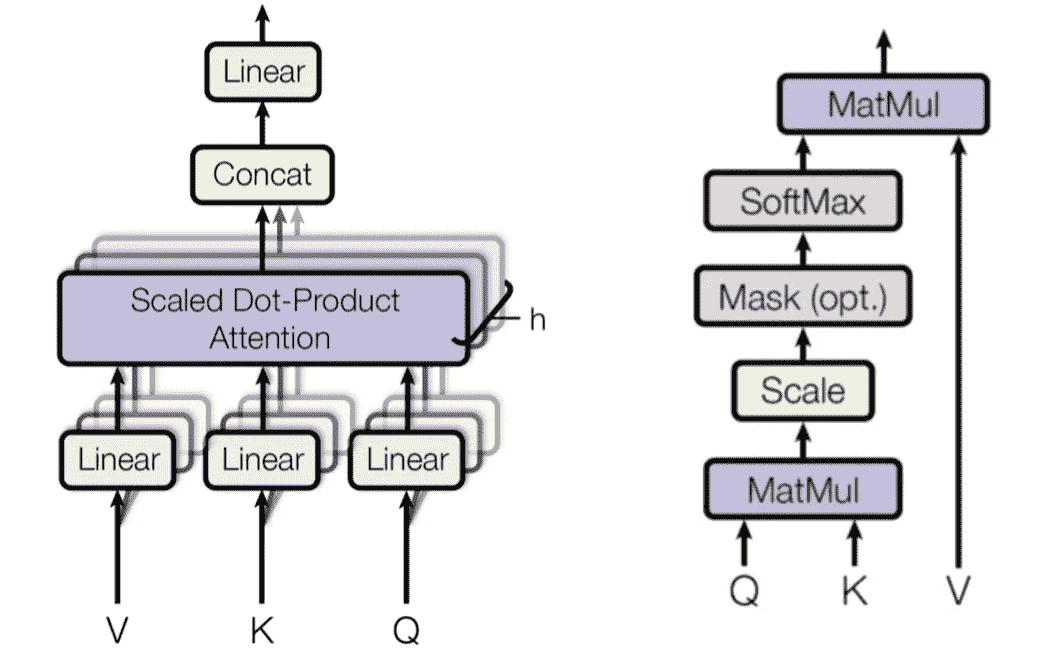 Linear
Concat
Scaled Dot-Product
Attention
h
Linear Linear Linear
V K Q
MatMul
SoftMax
Mask (opt.)
Scale
MatMul
Q K V